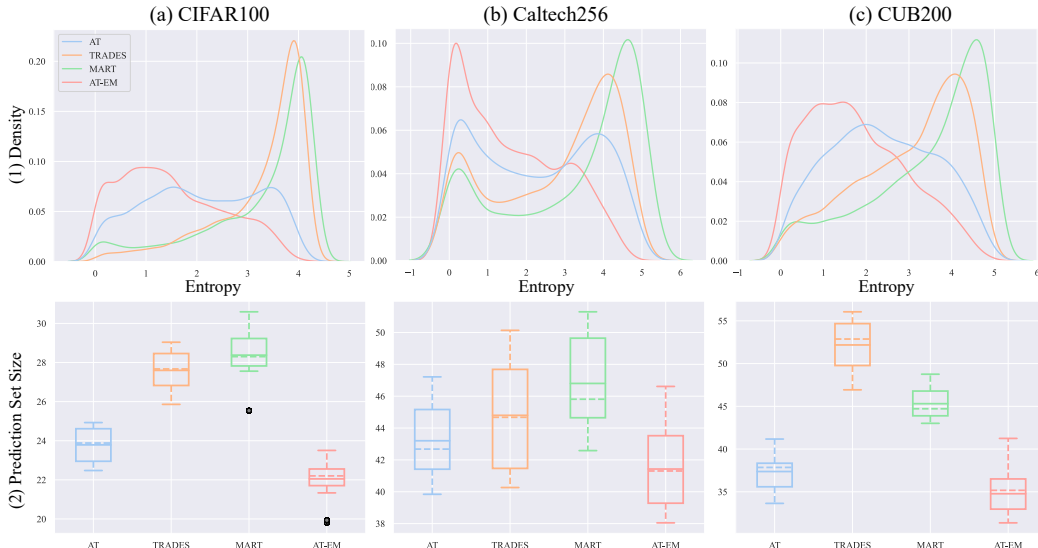 (a) CIFAR100
(b) Caltech256
(c) CUB200
(1) Density
0.20
0.15
0.10
0.05
0.00
AT
TRADES
MART
AT-EM
0 1 2 3 4 5
0.10
0.08
0.06
0.04
0.02
0.00
−1 0 1 2 3 4 5 6
0.10
0.08
0.06
0.04
0.02
0.00
−1 0 1 2 3 4 5 6
Entropy
Entropy
Entropy
(2) Prediction Set Size
30
28
26
24
22
20
AT TRADES MART AT-EM
50
48
46
44
42
40
38
AT TRADES MART AT-EM
55
50
45
40
35
AT TRADES MART AT-EM